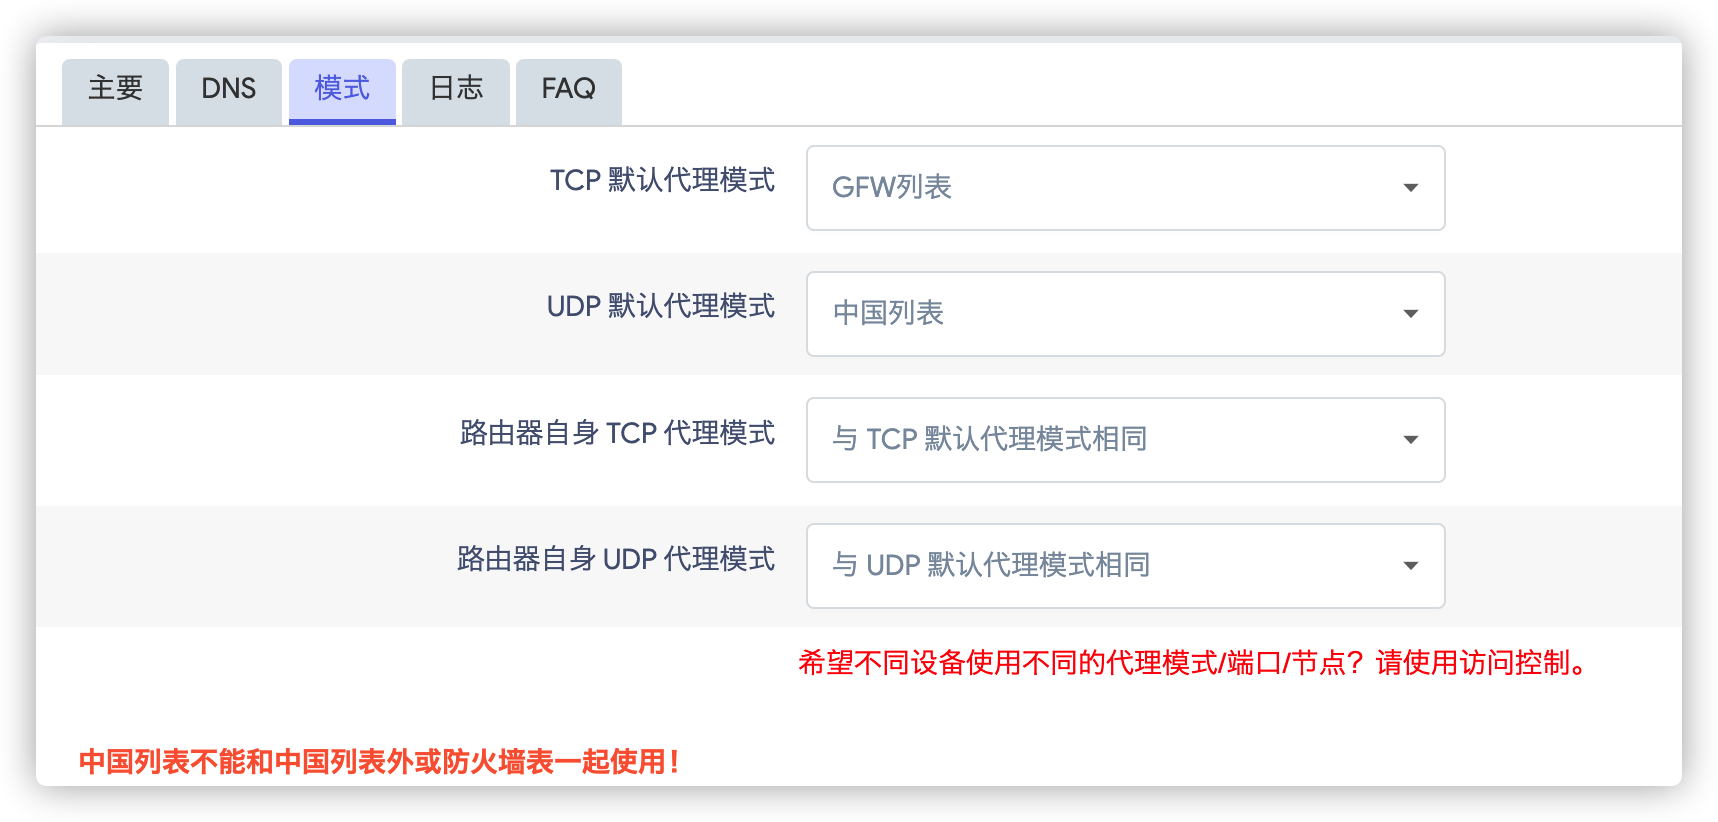 主要 DNS 模式 日志 FAQ
TCP 默认代理模式 GFW列表
UDP 默认代理模式 中国列表
路由器自身 TCP 代理模式 与 TCP 默认代理模式相同
路由器自身 UDP 代理模式 与 UDP 默认代理模式相同
希望不同设备使用不同的代理模式/端口/节点？请使用访问控制。
中国列表不能和中国列表外或防火墙表一起使用！